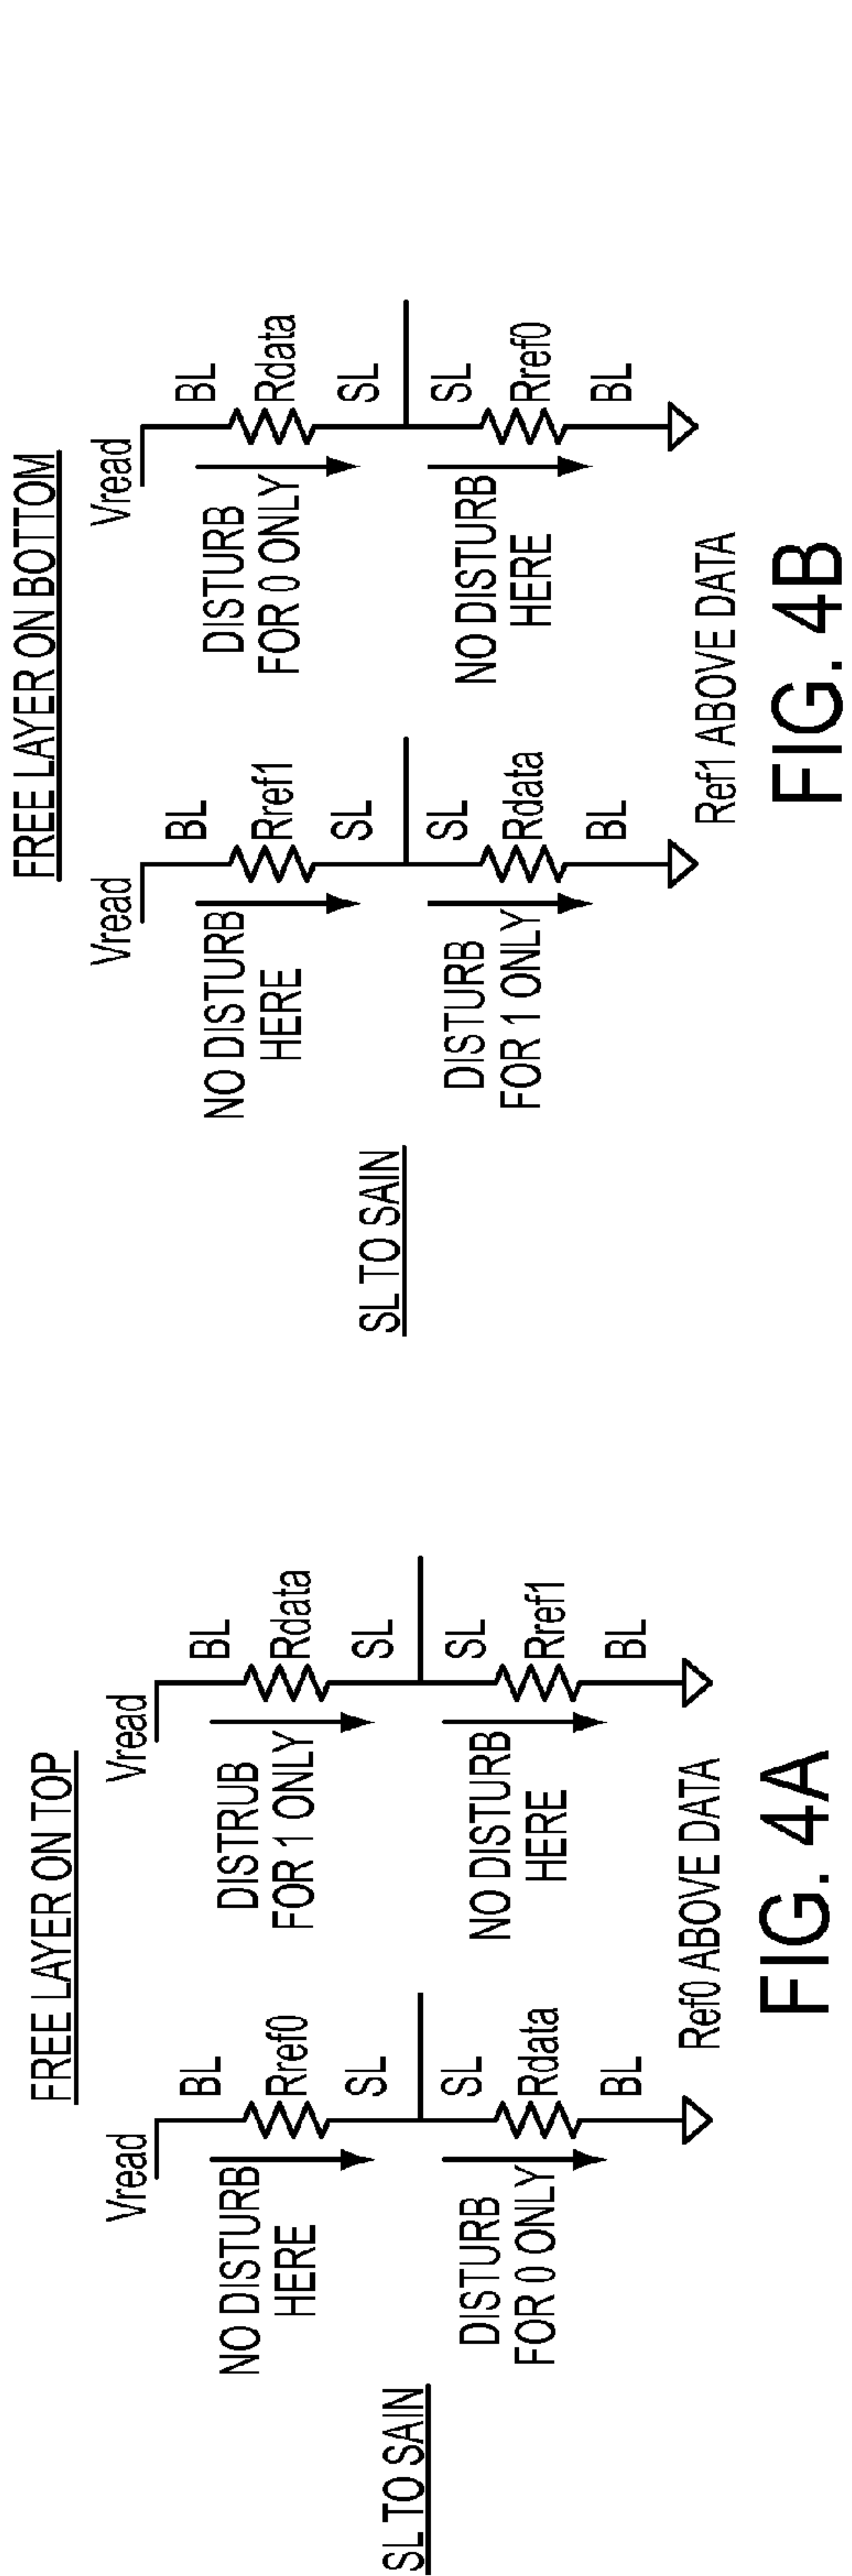 FREE LAYER ON TOP
Vread
Vread
BL
BL
NO DISTURB
HERE
Rref0
DISTRUB
FOR 1 ONLY
Rdata
SL
SL
SL TO SAIN
SL
SL
DISTURB
FOR 0 ONLY
Rdata
NO DISTURB
HERE
Rref1
BL
BL
Ref0 ABOVE DATA
FIG. 4A
FREE LAYER ON BOTTOM
Vread
Vread
BL
BL
NO DISTURB
HERE
Rref1
DISTURB
FOR 0 ONLY
Rdata
SL
SL
SL TO SAIN
SL
SL
DISTURB
FOR 1 ONLY
Rdata
NO DISTURB
HERE
Rref0
BL
BL
Ref1 ABOVE DATA
FIG. 4B